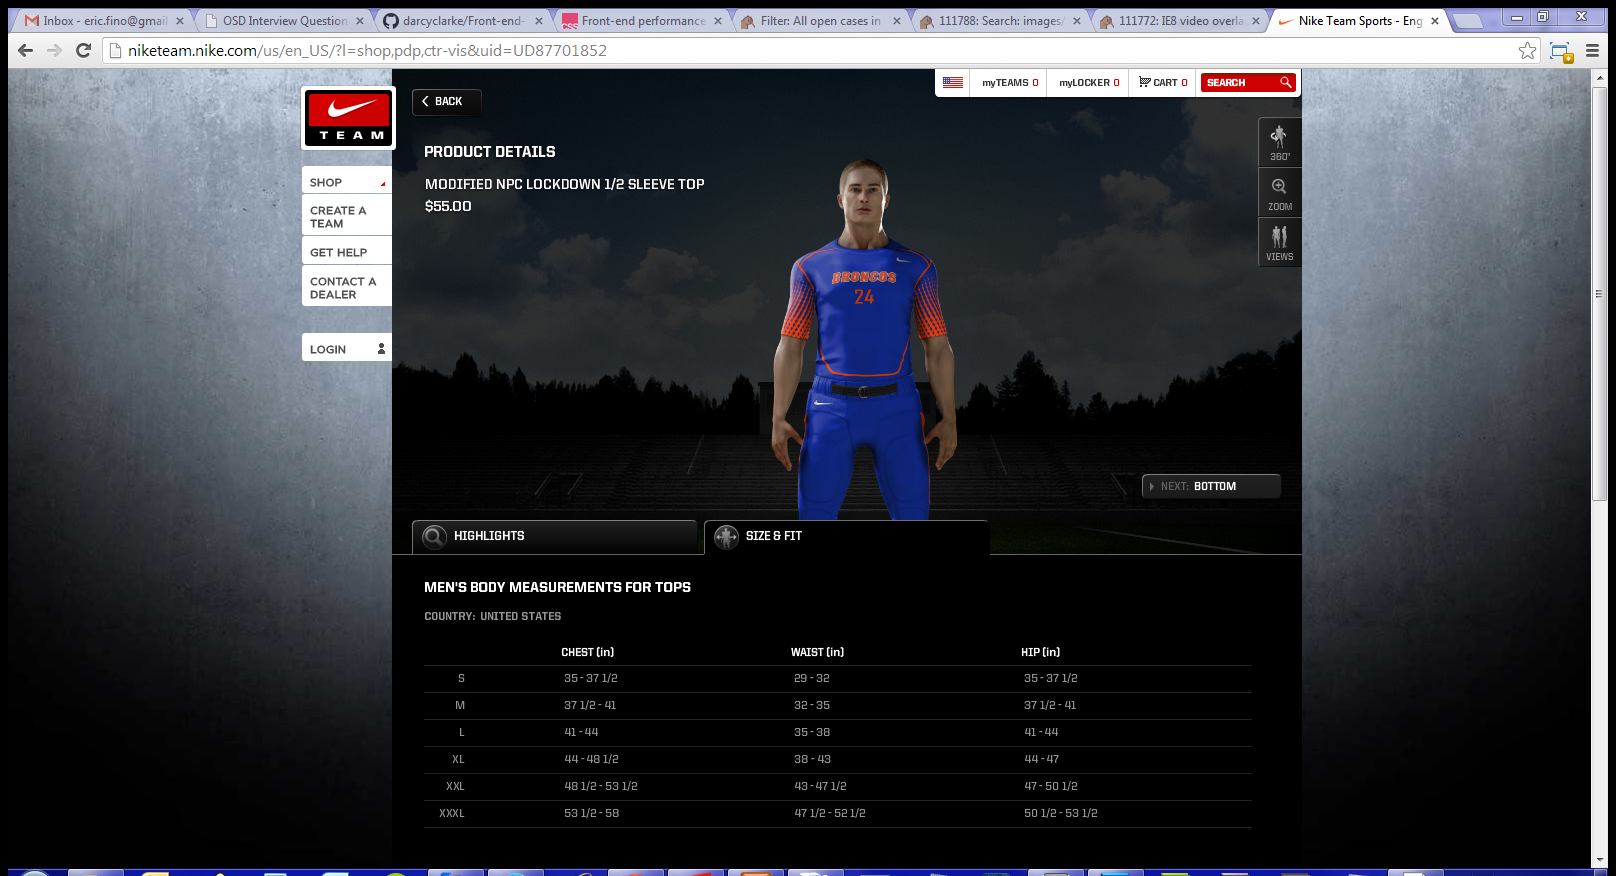 Inbox - eric.fino@gmail
OSD Interview Question
darcyclarke/Front-end-
Front-end performance
Filter: All open cases in
111788: Search: images/
111772: IE8 video overla
Nike Team Sports - Eng
niketeam.nike.com/us/en_US/?l=shop,pdp,ctr-vis&uid=UD87701852
myTEAMS 0
myLOCKER 0
CART 0
SEARCH
TEAM
BACK
SHOP
CREATE A
TEAM
GET HELP
CONTACT A
DEALER
LOGIN
PRODUCT DETAILS
MODIFIED NPC LOCKDOWN 1/2 SLEEVE TOP
$55.00
360°
ZOOM
VIEWS
BRONCOS
24
NEXT: BOTTOM
HIGHLIGHTS
SIZE & FIT
MEN'S BODY MEASUREMENTS FOR TOPS
COUNTRY: UNITED STATES
CHEST (in) WAIST (in) HIP (in)
S 35 - 37 1/2 29 - 32 35 - 37 1/2
M 37 1/2 - 41 32 - 35 37 1/2 - 41
L 41 - 44 35 - 38 41 - 44
XL 44 - 48 1/2 38 - 43 44 - 47
XXL 48 1/2 - 53 1/2 43 - 47 1/2 47 - 50 1/2
XXXL 53 1/2 - 58 47 1/2 - 52 1/2 50 1/2 - 53 1/2